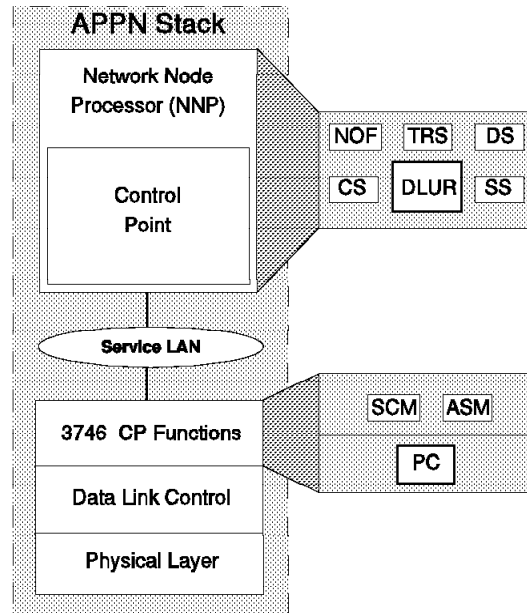 APPN Stack
Network Node
Processor (NNP)
Control
Point
NOF TRS DS
CS DLUR SS
Service LAN
3746 CP Functions
SCM ASM
PC
Data Link Control
Physical Layer